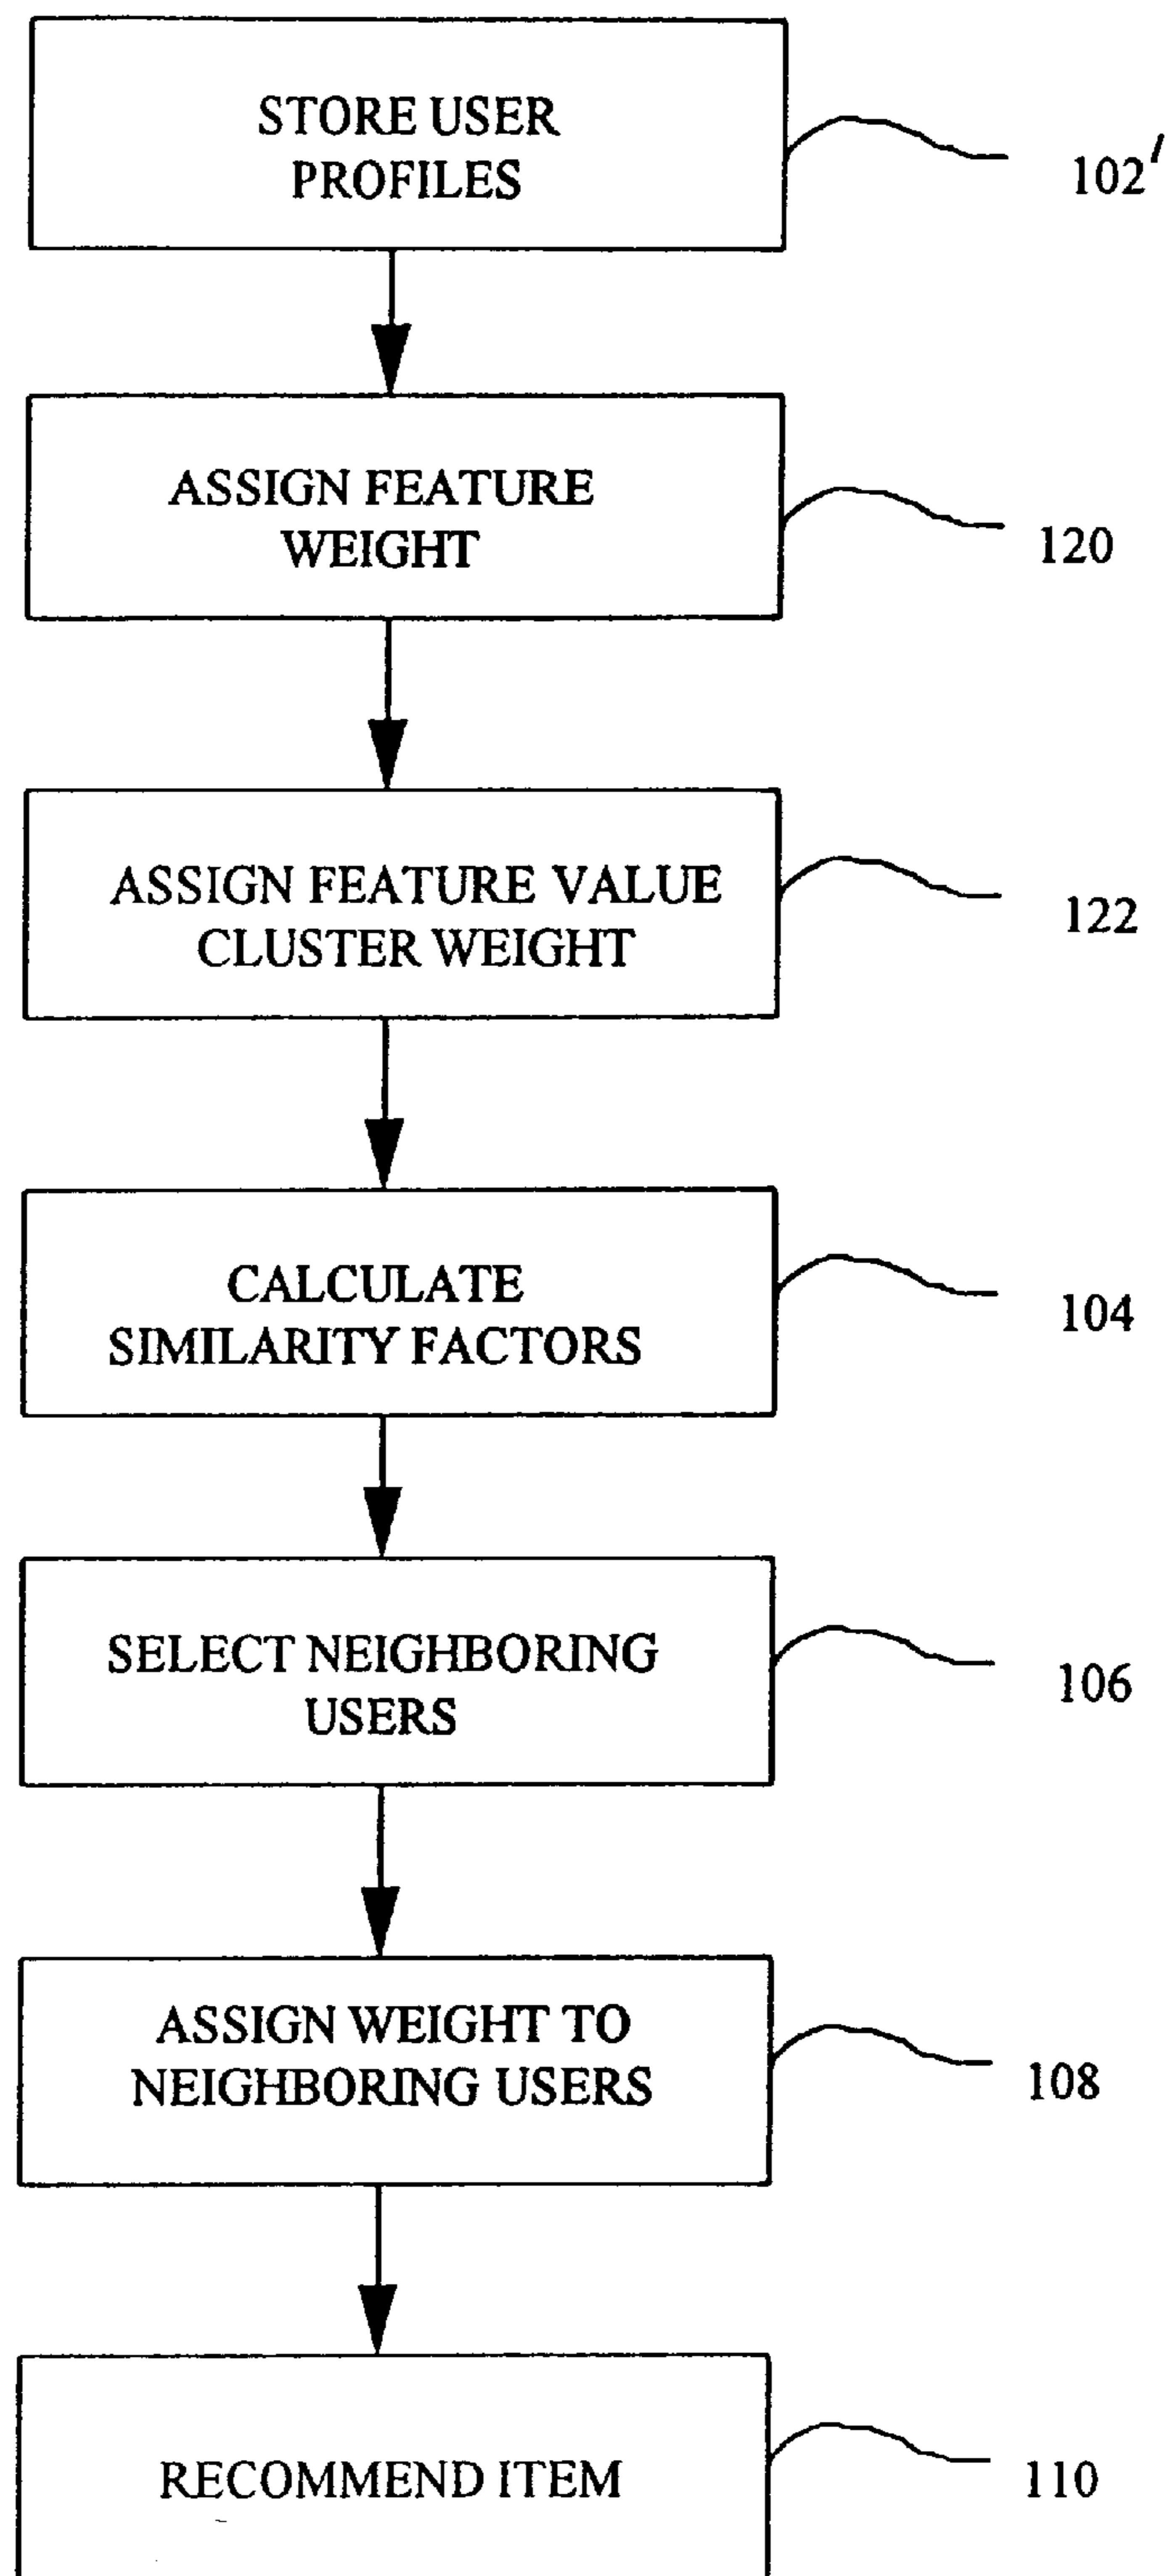 STORE USER
PROFILES
102'
ASSIGN FEATURE
WEIGHT
120
ASSIGN FEATURE VALUE
CLUSTER WEIGHT
122
CALCULATE
SIMILARITY FACTORS
104
SELECT NEIGHBORING
USERS
106
ASSIGN WEIGHT TO
NEIGHBORING USERS
108
RECOMMEND ITEM
110